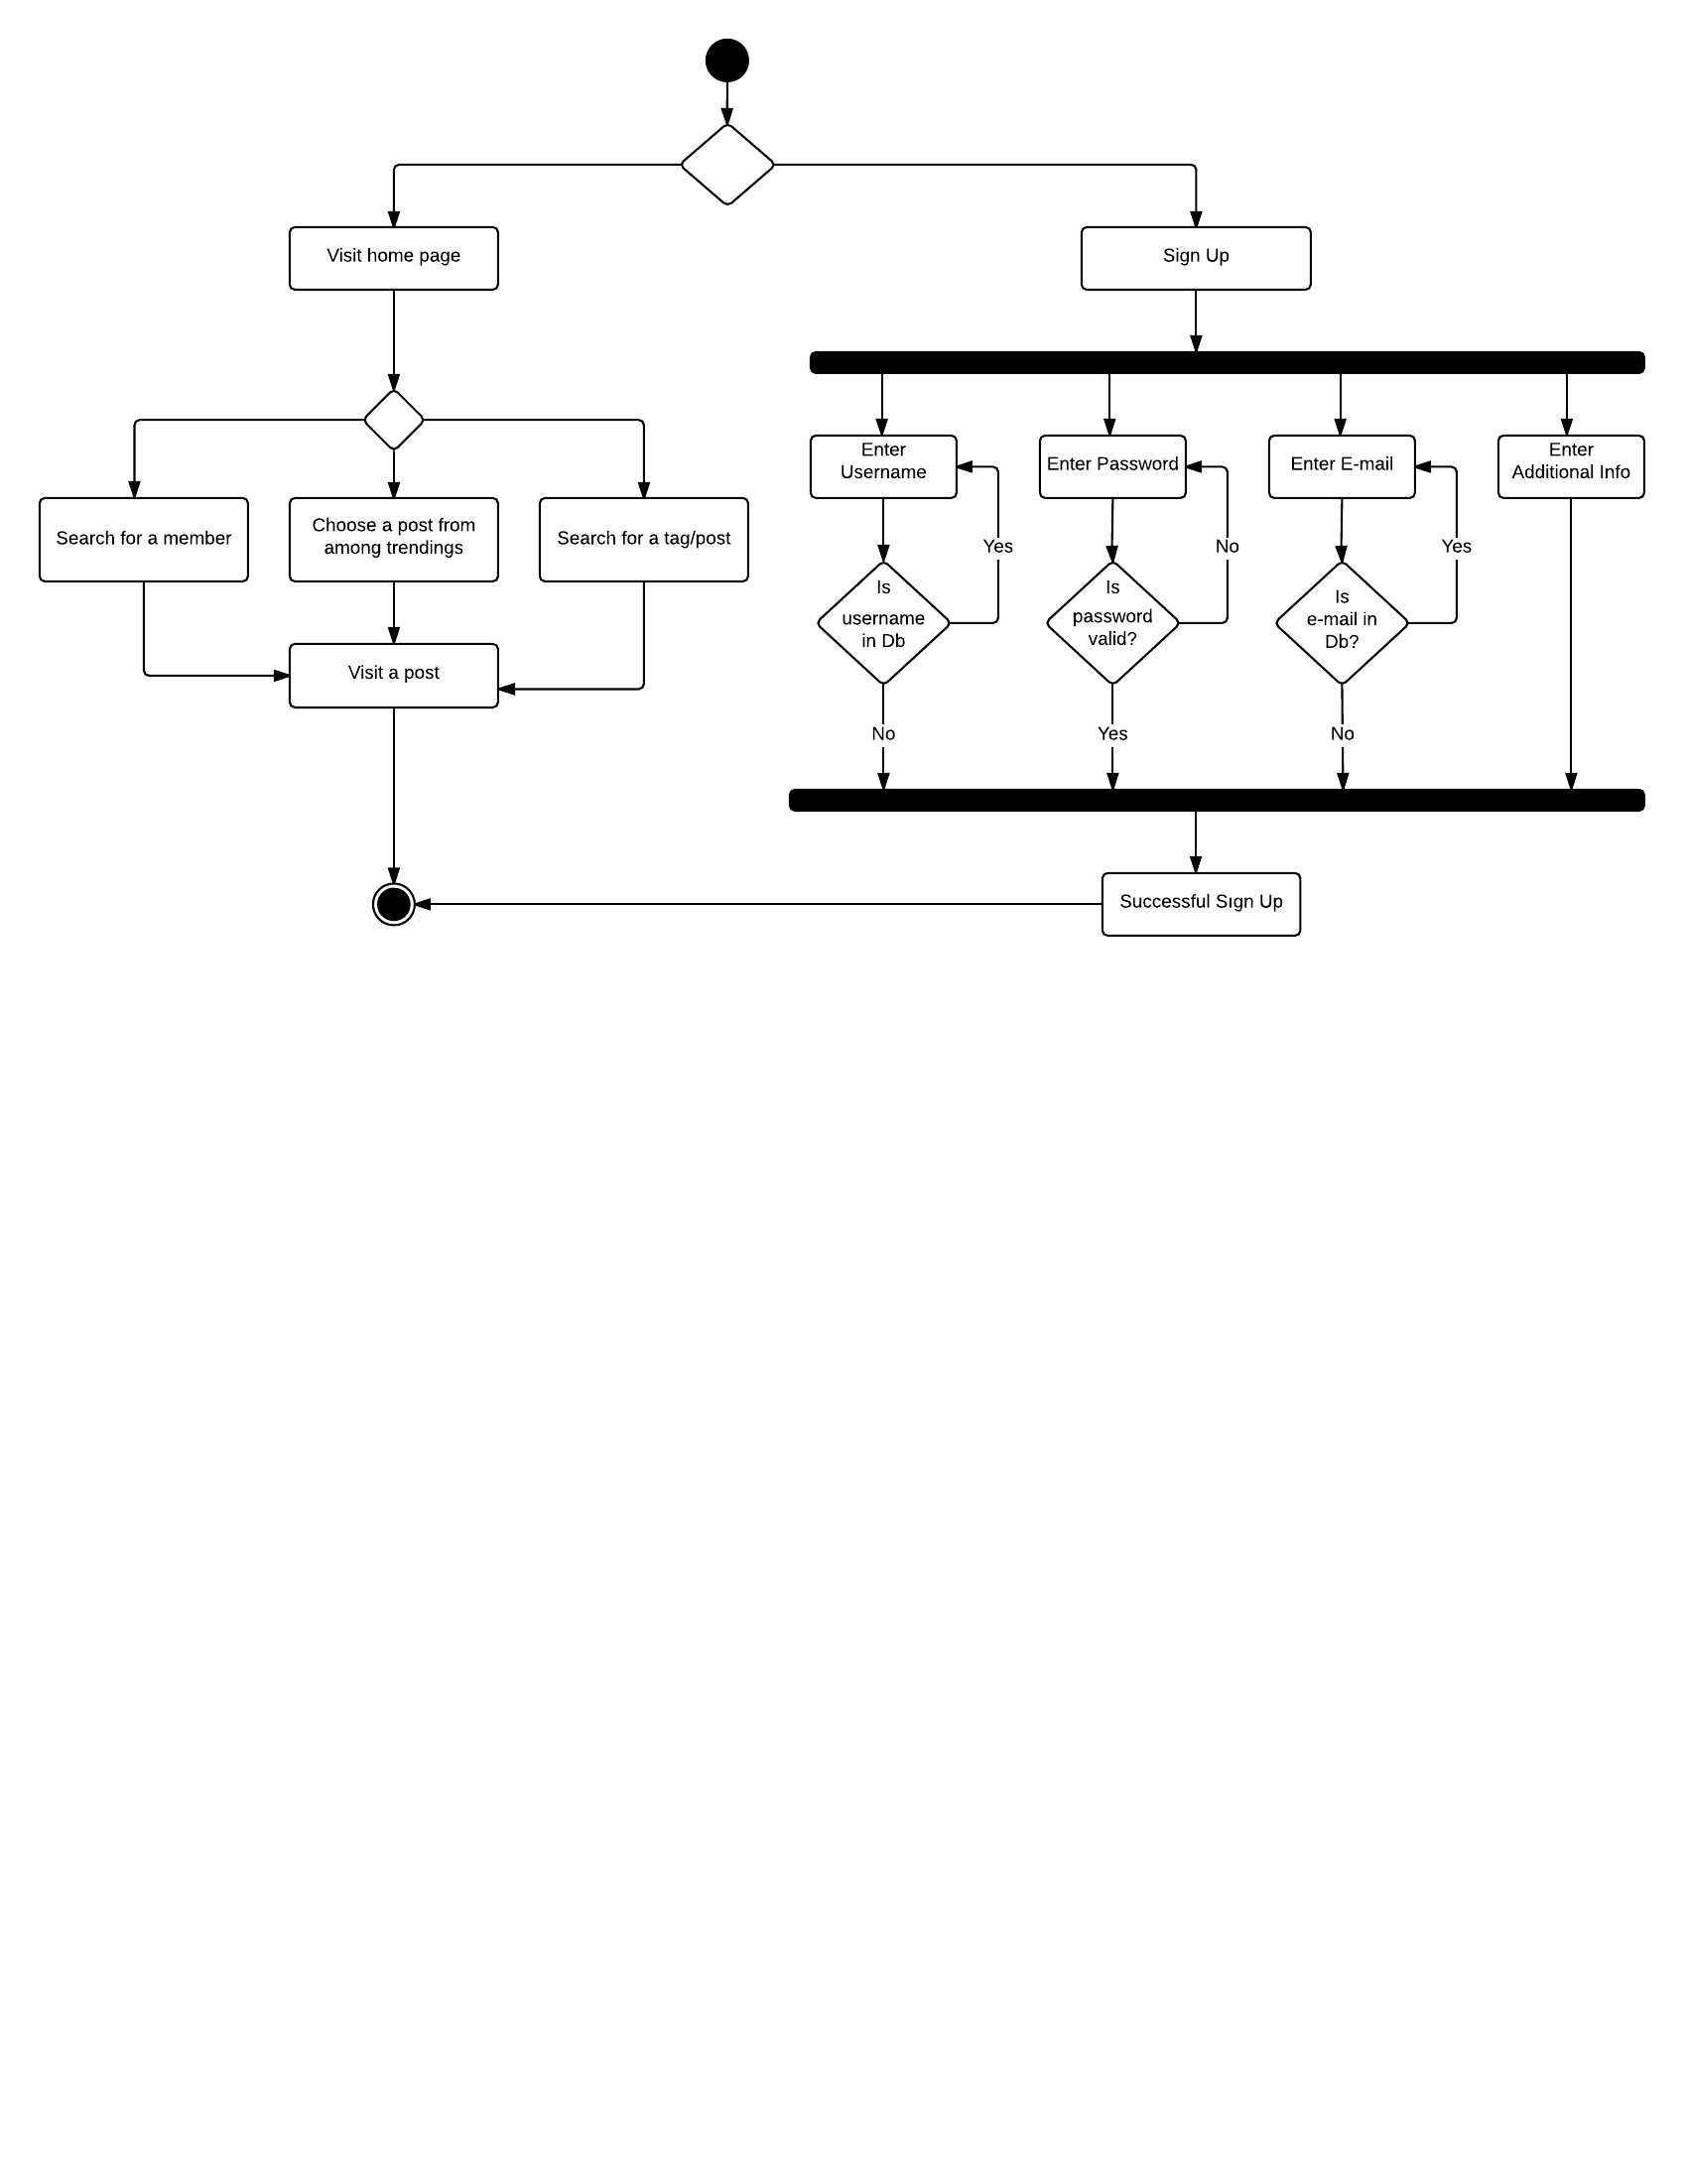 Visit home page
Sign Up
Search for a member
Choose a post from
among trendings
Search for a tag/post
Visit a post
Enter
Username
Enter Password
Enter E-mail
Enter
Additional Info
Yes
No
Yes
Is
username
in Db
Is
password
valid?
Is
e-mail in
Db?
No
Yes
No
Successful Sıgn Up